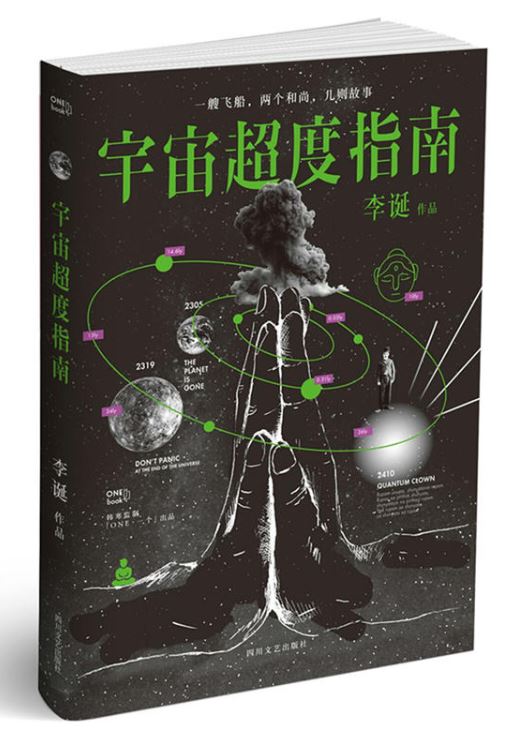 ONE
book
宇宙超度指南
李诞
作品
一艘飞船，两个和尚，几则故事
宇宙超度指南
李诞 作品
14.6ly
2305
THE
PLANET
IS
GONE
2319
DON'T PANIC
AT THE END OF THE UNIVERSE
2410
QUANTUM CROWN
ONE
book
韩寒监制
「ONE·一个」出品
四川文艺出版社